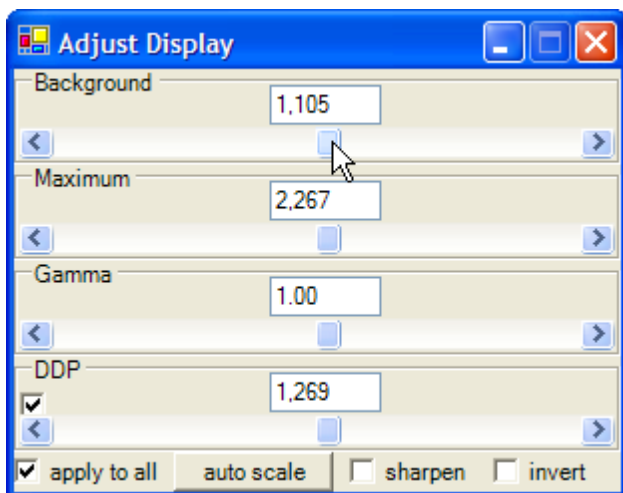 Adjust Display
Background
1,105
Maximum
2,267
Gamma
1.00
DDP
1,269
apply to all auto scale sharpen invert